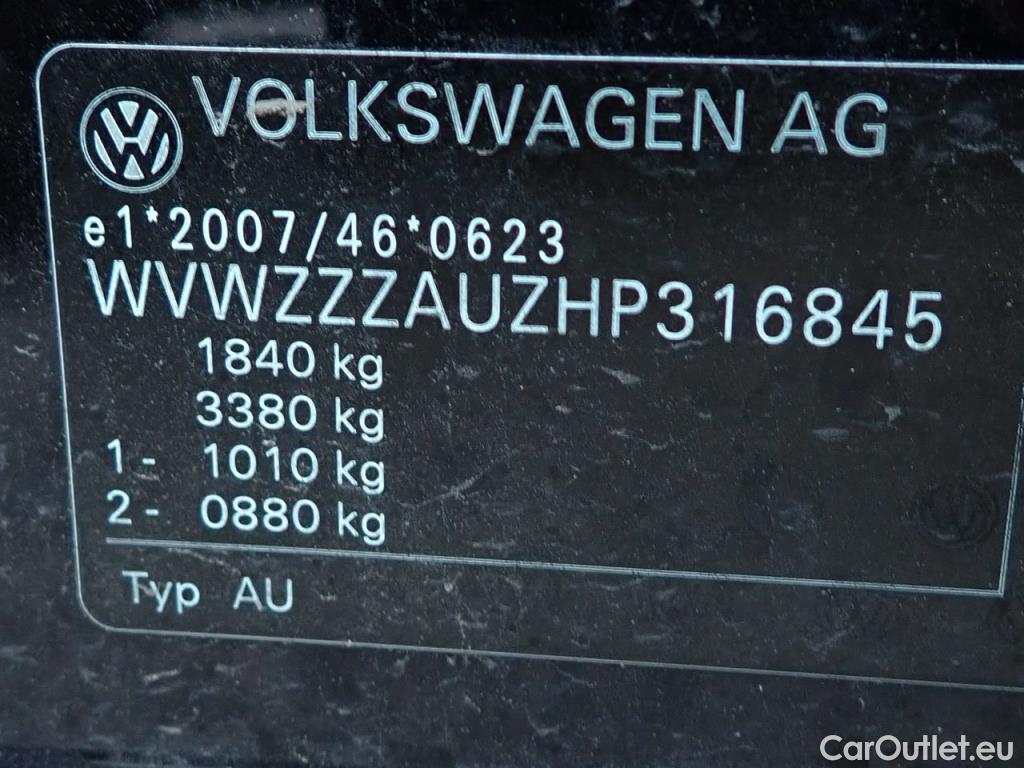 VOLKSWAGEN AG
e1*2007/46*0623
WVWZZZAUZHP316845
1840 kg
3380 kg
1- 1010 kg
2- 0880 kg
Typ AU
CarOutlet.eu